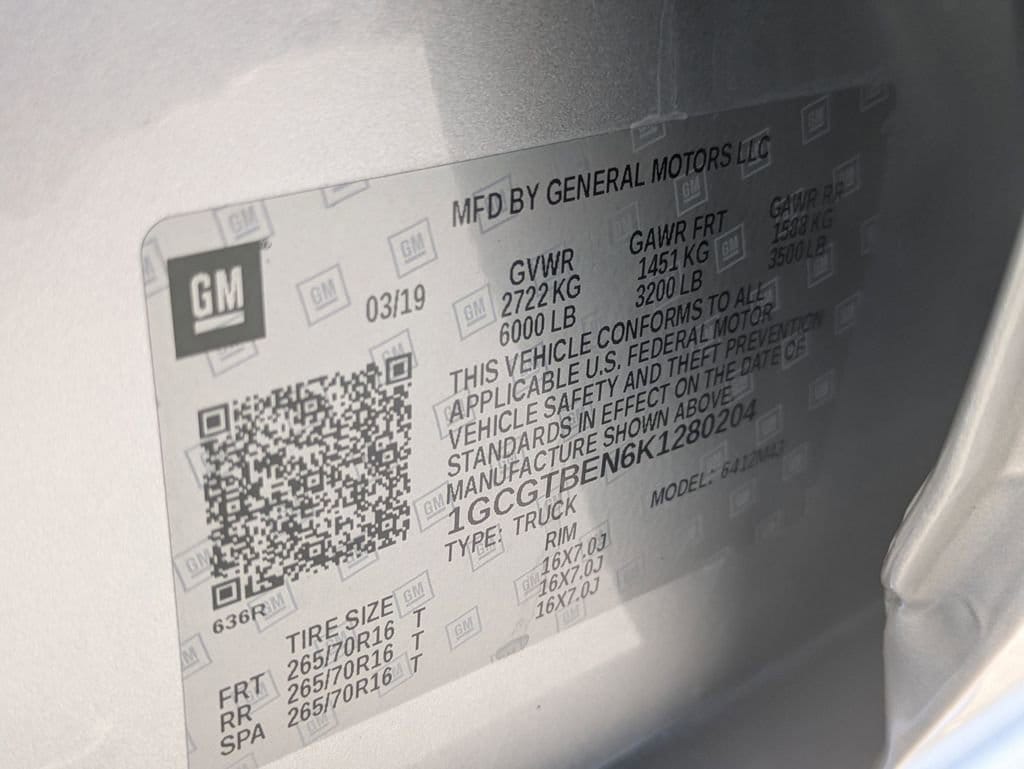 MFD BY GENERAL MOTORS LLC
GM
03/19
GVWR GAWR FRT GAWR RR
2722 KG 1451 KG 1588 KG
6000 LB 3200 LB 3500 LB
THIS VEHICLE CONFORMS TO ALL
APPLICABLE U.S. FEDERAL MOTOR
VEHICLE SAFETY AND THEFT PREVENTION
STANDARDS IN EFFECT ON THE DATE OF
MANUFACTURE SHOWN ABOVE
1GCGTBEN6K1280204
TYPE: TRUCK MODEL: 6412M43
636R
TIRE SIZE RIM
FRT 265/70R16 T 16X7.0J
RR 265/70R16 T 16X7.0J
SPA 265/70R16 T 16X7.0J